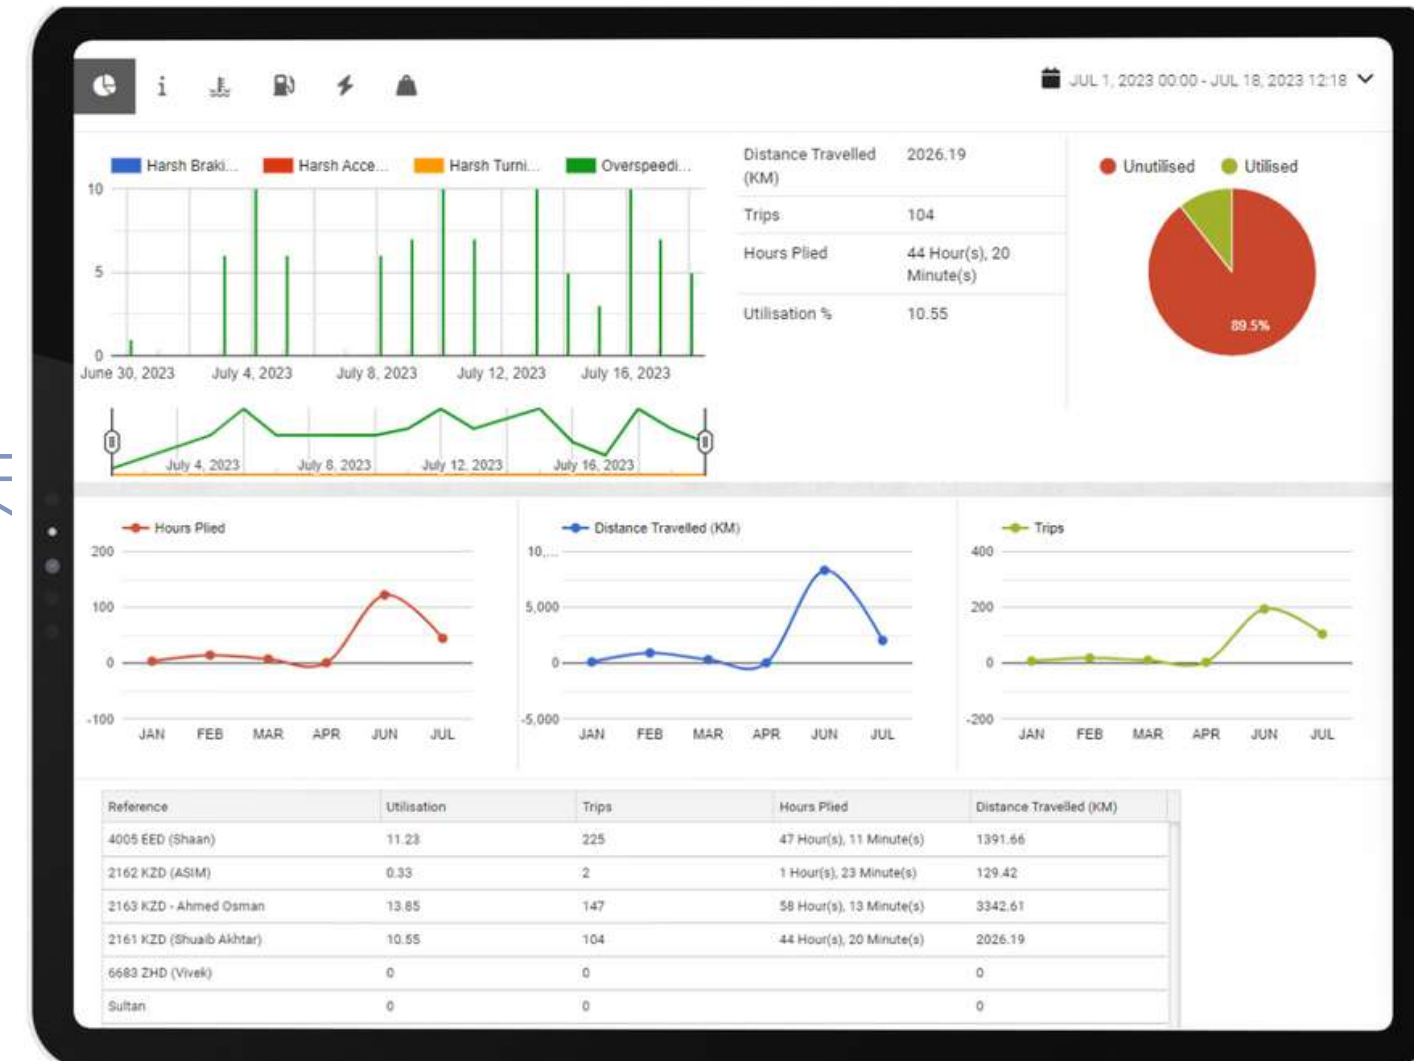 i
JUL 1, 2023 00:00 - JUL 18, 2023 12:18
Harsh Braki... Harsh Acce... Harsh Turni... Overspeedi...
10
5
0
June 30, 2023 July 4, 2023 July 8, 2023 July 12, 2023 July 16, 2023
July 4, 2023 July 8, 2023 July 12, 2023 July 16, 2023
Distance Travelled 2026.19
(KM)
Trips 104
Hours Plied 44 Hour(s), 20
Minute(s)
Utilisation % 10.55
Unutilised Utilised
89.5%
Hours Plied
200
100
0
-100
JAN FEB MAR APR JUN JUL
Distance Travelled (KM)
10,...
5,000
0
-5,000
JAN FEB MAR APR JUN JUL
Trips
400
200
0
-200
JAN FEB MAR APR JUN JUL
Reference Utilisation Trips Hours Plied Distance Travelled (KM)
4005 EED (Shaan) 11.23 225 47 Hour(s), 11 Minute(s) 1391.66
2162 KZD (ASIM) 0.33 2 1 Hour(s), 23 Minute(s) 129.42
2163 KZD - Ahmed Osman 13.85 147 58 Hour(s), 13 Minute(s) 3342.61
2161 KZD (Shuaib Akhtar) 10.55 104 44 Hour(s), 20 Minute(s) 2026.19
6683 ZHD (Vivek) 0 0 0
Sultan 0 0 0